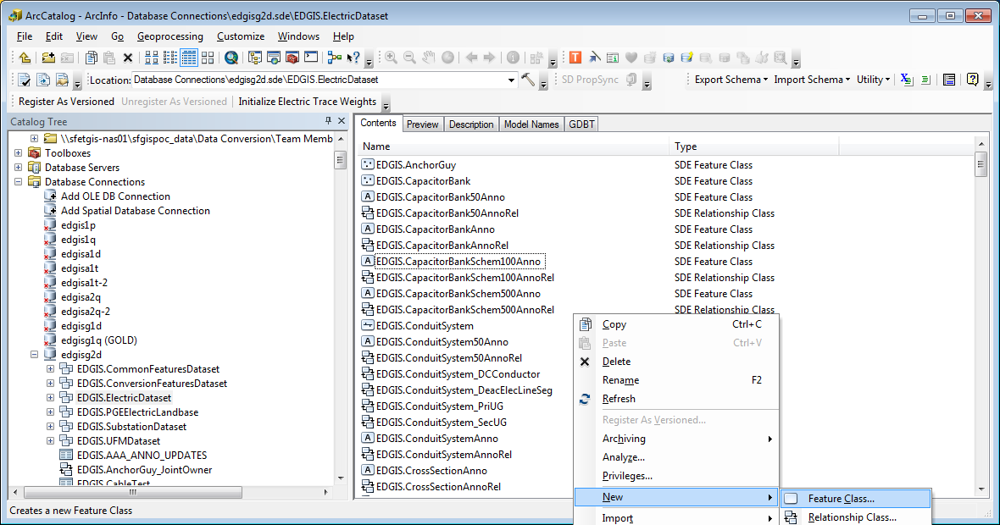 ArcCatalog - ArcInfo - Database Connections\edgisg2d.sde\EDGIS.ElectricDataset
File Edit View Go Geoprocessing Customize Windows Help
Location: Database Connections\edgisg2d.sde\EDGIS.ElectricDataset SD PropSync Export Schema Import Schema Utility
Register As Versioned Unregister As Versioned Initialize Electric Trace Weights
Catalog Tree
\\sfetgis-nas01\sfgispoc_data\Data Conversion\Team Memb
Toolboxes
Database Servers
Database Connections
Add OLE DB Connection
Add Spatial Database Connection
edgis1p
edgis1q
edgisa1d
edgisa1t
edgisa1t-2
edgisa2q
edgisa2q-2
edgisg1d
edgisg1q (GOLD)
edgisg2d
EDGIS.CommonFeaturesDataset
EDGIS.ConversionFeaturesDataset
EDGIS.ElectricDataset
EDGIS.PGEElectricLandbase
EDGIS.SubstationDataset
EDGIS.UFMDataset
EDGIS.AAA_ANNO_UPDATES
EDGIS.AnchorGuy_JointOwner
EDGIS.CableTest
Contents Preview Description Model Names GDBT
Name Type
EDGIS.AnchorGuy SDE Feature Class
EDGIS.CapacitorBank SDE Feature Class
EDGIS.CapacitorBank50Anno SDE Feature Class
EDGIS.CapacitorBank50AnnoRel SDE Relationship Class
EDGIS.CapacitorBankAnno SDE Feature Class
EDGIS.CapacitorBankAnnoRel SDE Relationship Class
EDGIS.CapacitorBankSchem100Anno SDE Feature Class
EDGIS.CapacitorBankSchem100AnnoRel SDE Relationship Class
EDGIS.CapacitorBankSchem500Anno SDE Feature Class
EDGIS.CapacitorBankSchem500AnnoRel SDE Relationship Class
EDGIS.ConduitSystem
EDGIS.ConduitSystem50Anno
EDGIS.ConduitSystem50AnnoRel
EDGIS.ConduitSystem_DCConductor
EDGIS.ConduitSystem_DeacElecLineSeg
EDGIS.ConduitSystem_PriUG
EDGIS.ConduitSystem_SecUG
EDGIS.ConduitSystemAnno
EDGIS.ConduitSystemAnnoRel
EDGIS.CrossSectionAnno
EDGIS.CrossSectionAnnoRel
Copy Ctrl+C
Paste Ctrl+V
Delete
Rename F2
Refresh
Register As Versioned...
Archiving
Analyze...
Privileges...
New
Import
Feature Class...
Relationship Class...
Creates a new Feature Class